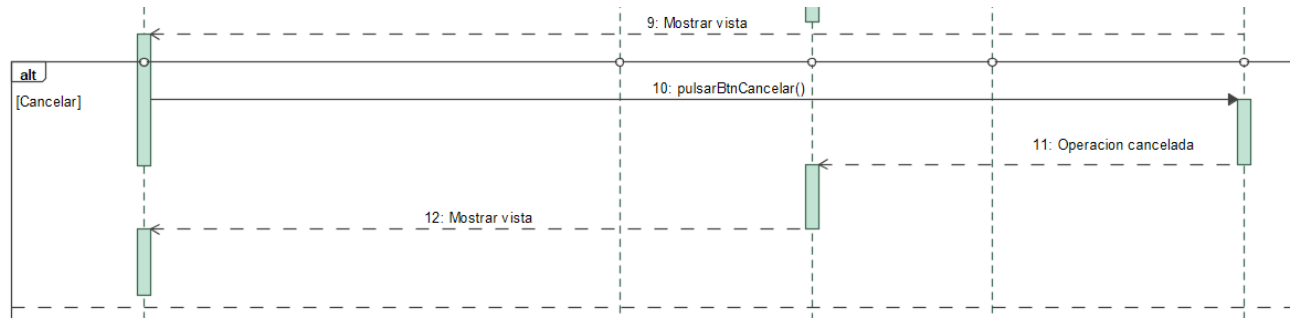 9: Mostrar vista
alt
[Cancelar]
10: pulsarBtnCancelar()
11: Operacion cancelada
12: Mostrar vista